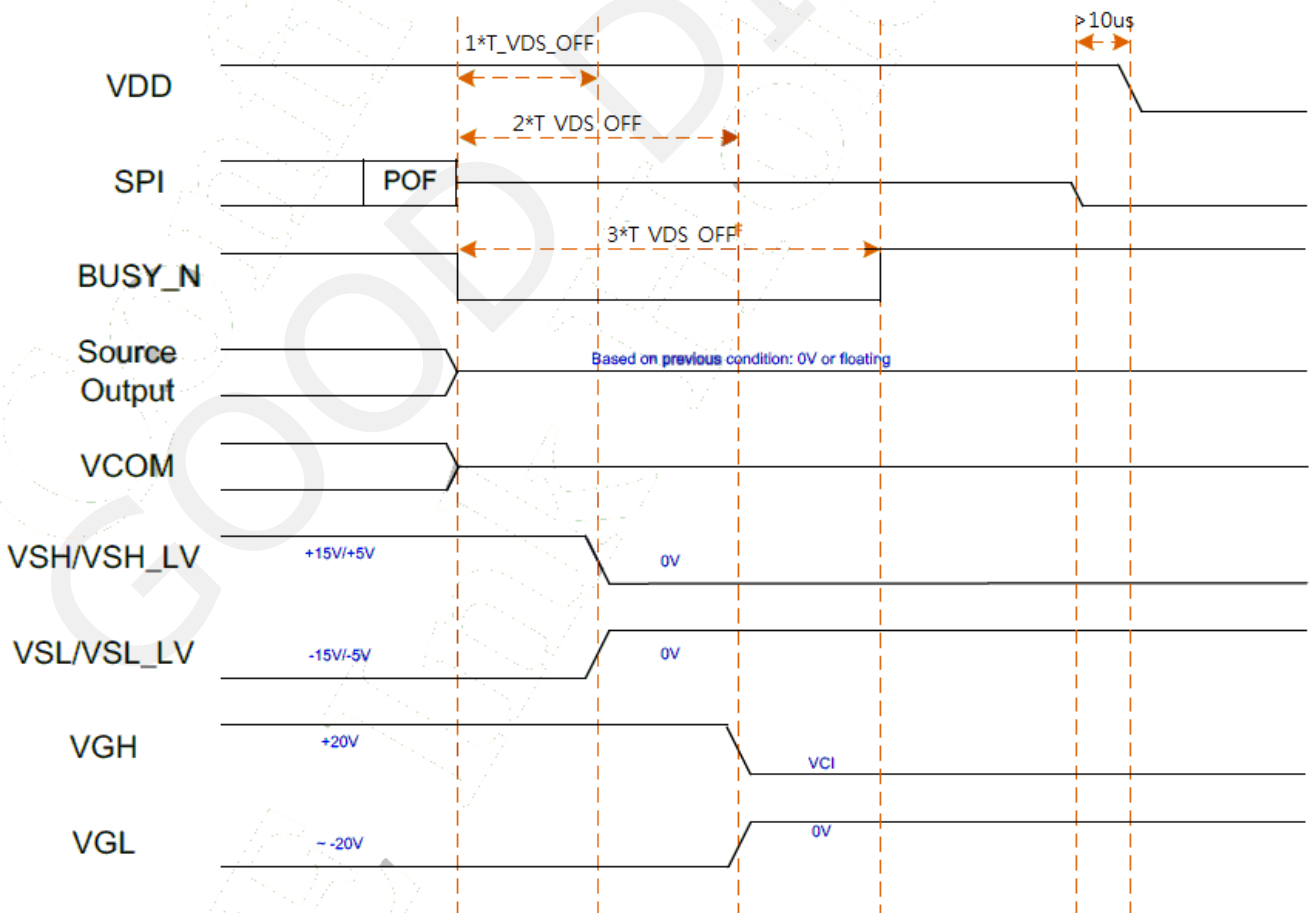 >10us
1*T_VDS_OFF
VDD
2*T VDS OFF
SPI
POF
3*T VDS OFF
BUSY_N
Source
Output
Based on previous condition: 0V or floating
VCOM
VSH/VSH_LV
+15V/+5V
0V
VSL/VSL_LV
-15V/-5V
0V
VGH
+20V
VCI
VGL
~ -20V
0V
GOOD D